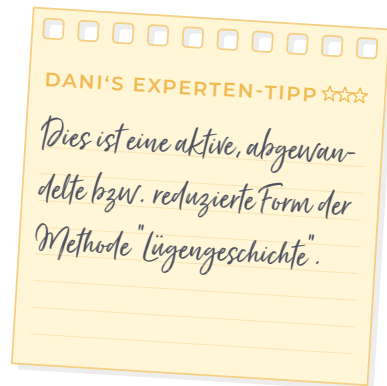 DANI'S EXPERTEN-TIPP
Dies ist eine aktive, abgewan-
delte bzw. reduzierte Form der
Methode "Lügengeschichte".